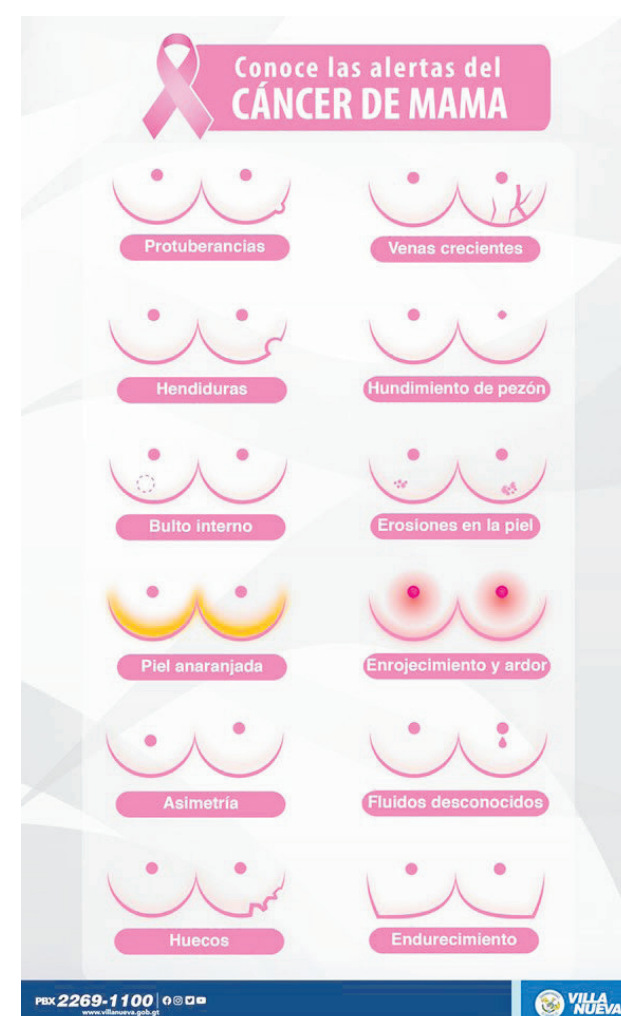 Conoce las alertas del
CÁNCER DE MAMA
Protuberancias
Venas crecientes
Hendiduras
Hundimiento de pezón
Bulto interno
Erosiones en la piel
Piel anaranjada
Enrojecimiento y ardor
Asimetría
Fluidos desconocidos
Huecos
Endurecimiento
PBX 2269-1100
www.villanueva.gob.gt
VILLA
NUEVA